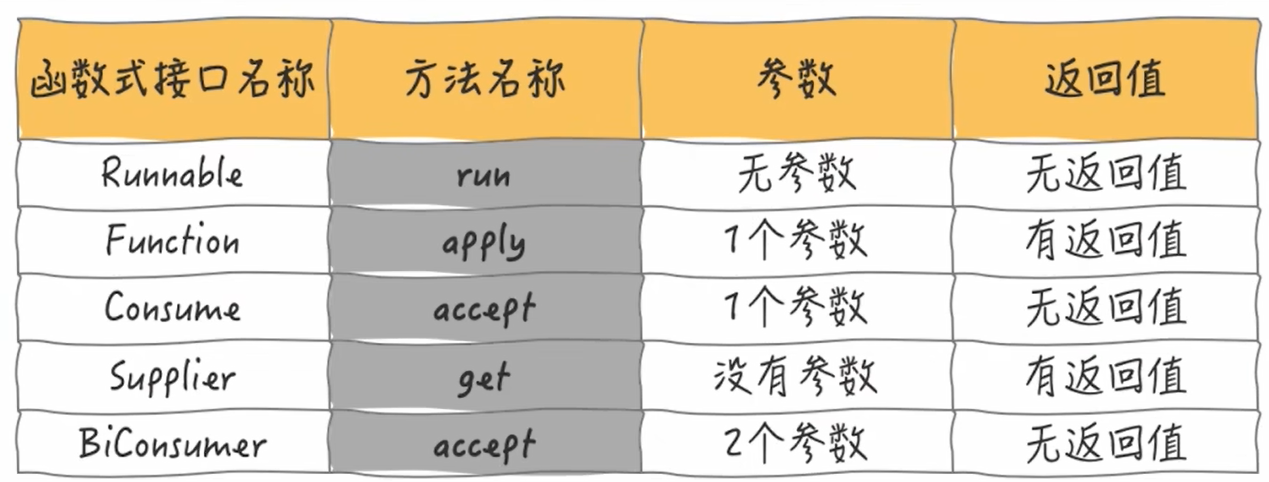 函数式接口名称 方法名称 参数 返回值
Runnable run 无参数 无返回值
Function apply 1个参数 有返回值
Consume accept 1个参数 无返回值
Supplier get 没有参数 有返回值
BiConsumer accept 2个参数 无返回值